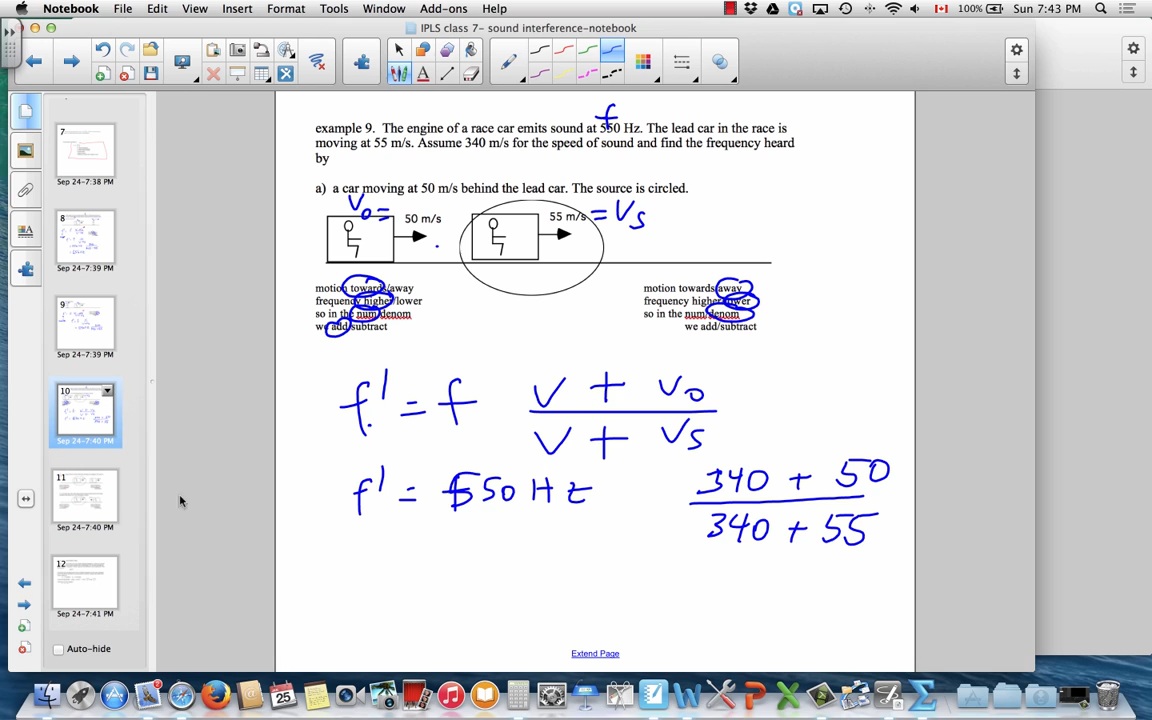 Notebook File Edit View Insert Format Tools Window Add-ons Help 100% Sun 7:43 PM
IPLS class 7- sound interference-notebook
7
Sep 24-7:38 PM
8
Sep 24-7:39 PM
9
Sep 24-7:39 PM
10
Sep 24-7:40 PM
11
Sep 24-7:40 PM
12
Sep 24-7:41 PM
Auto-hide
f
example 9. The engine of a race car emits sound at 550 Hz. The lead car in the race is
moving at 55 m/s. Assume 340 m/s for the speed of sound and find the frequency heard
by
a) a car moving at 50 m/s behind the lead car. The source is circled.
Vo = 50 m/s 55 m/s = Vs
motion towards/away motion towards/away
frequency higher/lower frequency higher/lower
so in the num/denom so in the num/denom
we add/subtract we add/subtract
f' = f V + Vo
V + Vs
f' = 550 Hz 340 + 50
340 + 55
Extend Page
25